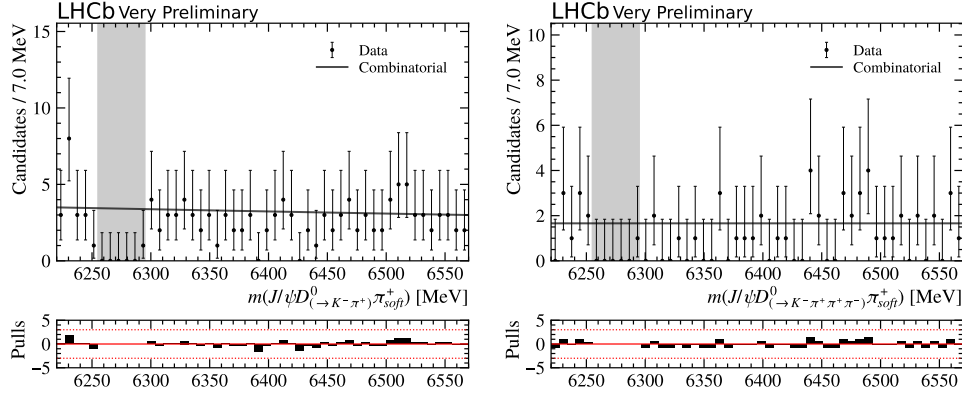 LHCb Very Preliminary
15
10
5
0
Candidates / 7.0 MeV
Data
Combinatorial
6250 6300 6350 6400 6450 6500 6550
m(J/ψD⁰(→K⁻π⁺)π⁺soft) [MeV]
5
0
−5
Pulls
6250 6300 6350 6400 6450 6500 6550
LHCb Very Preliminary
10
8
6
4
2
0
Candidates / 7.0 MeV
Data
Combinatorial
6250 6300 6350 6400 6450 6500 6550
m(J/ψD⁰(→K⁻π⁺π⁺π⁻)π⁺soft) [MeV]
5
0
−5
Pulls
6250 6300 6350 6400 6450 6500 6550